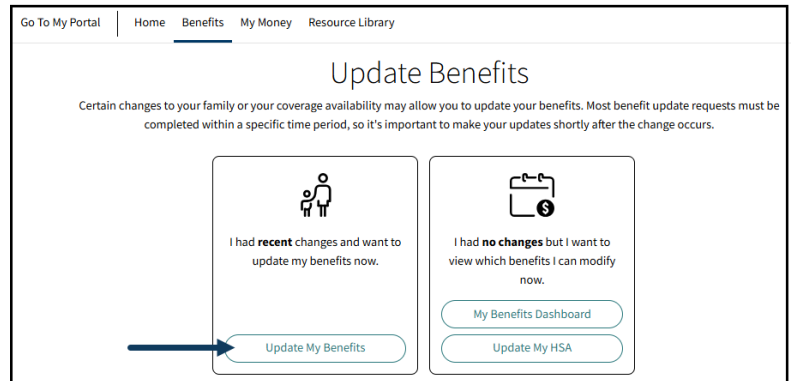 Go To My Portal Home Benefits My Money Resource Library
Update Benefits
Certain changes to your family or your coverage availability may allow you to update your benefits. Most benefit update requests must be
completed within a specific time period, so it's important to make your updates shortly after the change occurs.
I had recent changes and want to
update my benefits now.
Update My Benefits
$
I had no changes but I want to
view which benefits I can modify
now.
My Benefits Dashboard
Update My HSA